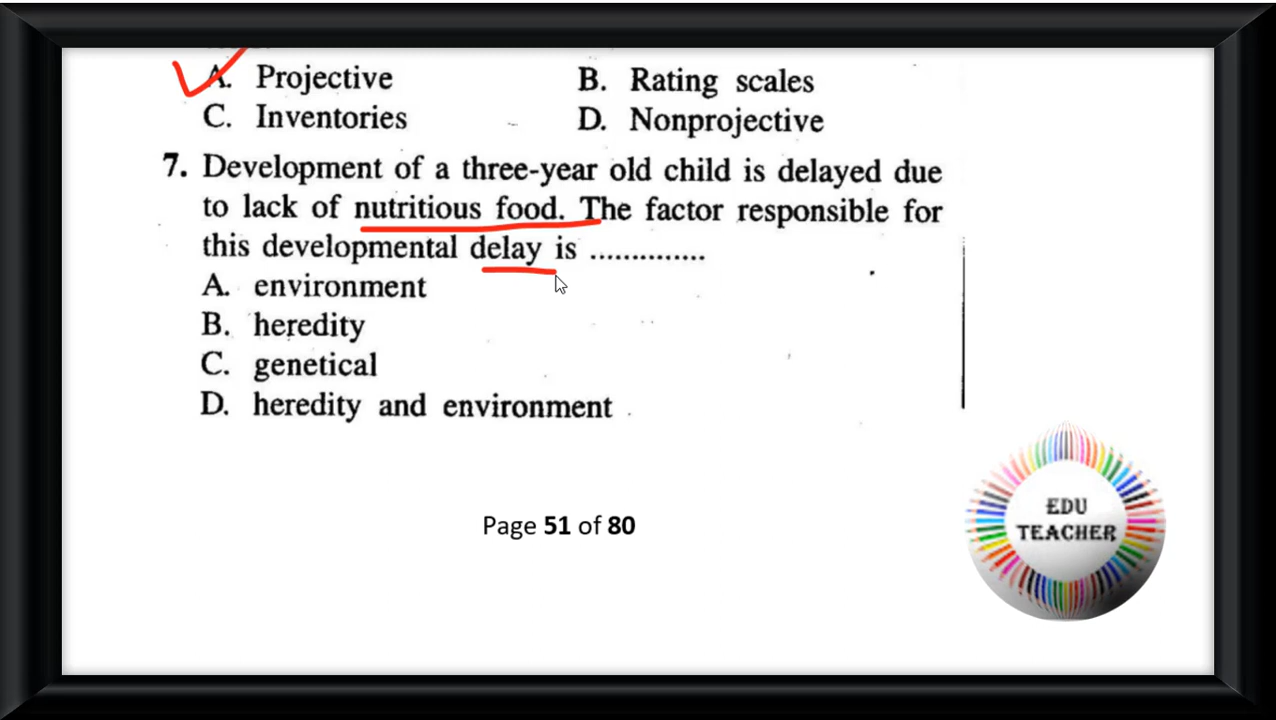 A. Projective B. Rating scales
C. Inventories D. Nonprojective
7. Development of a three-year old child is delayed due
to lack of nutritious food. The factor responsible for
this developmental delay is ..............
A. environment
B. heredity
C. genetical
D. heredity and environment
Page 51 of 80
EDU
TEACHER